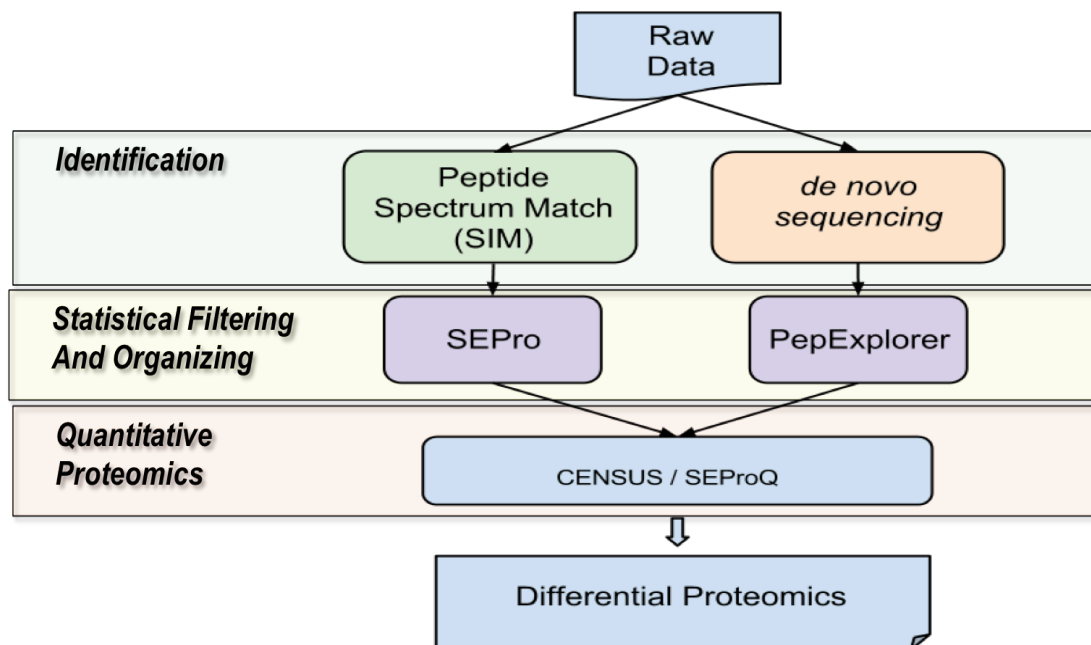 Raw
Data
Identification
Peptide
Spectrum Match
(SIM)
de novo
sequencing
Statistical Filtering
And Organizing
SEPro
PepExplorer
Quantitative
Proteomics
CENSUS / SEProQ
Differential Proteomics